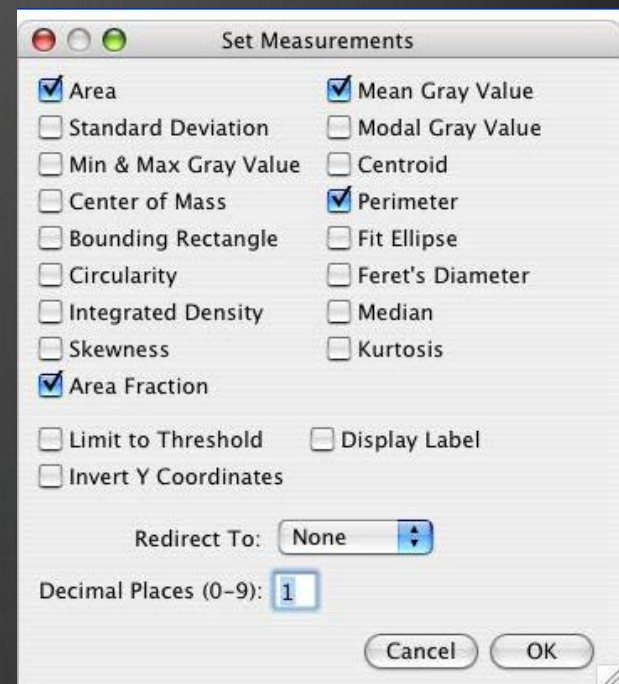 Set Measurements
Area Mean Gray Value
Standard Deviation Modal Gray Value
Min & Max Gray Value Centroid
Center of Mass Perimeter
Bounding Rectangle Fit Ellipse
Circularity Feret's Diameter
Integrated Density Median
Skewness Kurtosis
Area Fraction
Limit to Threshold Display Label
Invert Y Coordinates
Redirect To: None
Decimal Places (0-9): 1
Cancel OK